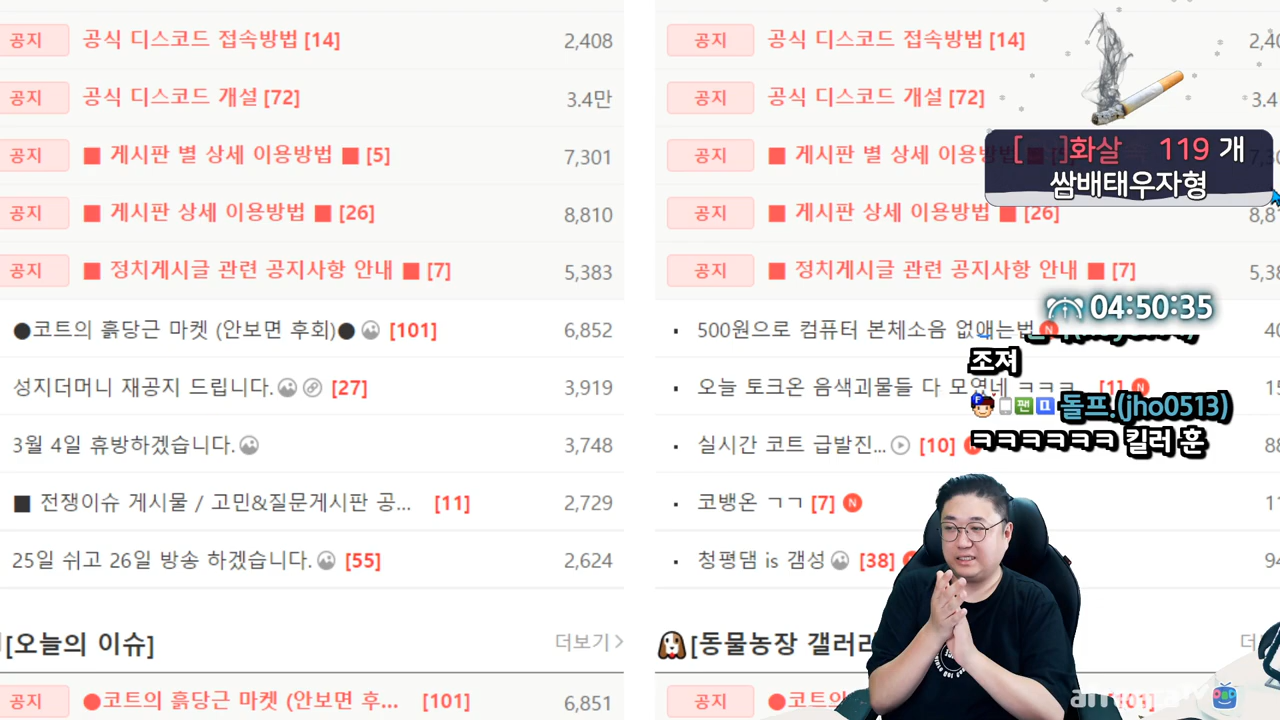 공지 공식 디스코드 접속방법 [14] 2,408
공지 공식 디스코드 개설 [72] 3.4만
공지 ■ 게시판 별 상세 이용방법 ■ [5] 7,301
공지 ■ 게시판 상세 이용방법 ■ [26] 8,810
공지 ■ 정치게시글 관련 공지사항 안내 ■ [7] 5,383
●코트의 흙당근 마켓 (안보면 후회)● [101] 6,852
성지더머니 재공지 드립니다. [27] 3,919
3월 4일 휴방하겠습니다. 3,748
■ 전쟁이슈 게시물 / 고민&질문게시판 공... [11] 2,729
25일 쉬고 26일 방송 하겠습니다. [55] 2,624
[오늘의 이슈] 더보기
공지 ●코트의 흙당근 마켓 (안보면 후... [101] 6,851
공지 공식 디스코드 접속방법 [14]
공지 공식 디스코드 개설 [72]
공지 ■ 게시판 별 상세 이용방법
공지 ■ 게시판 상세 이용방법 ■ [26]
공지 ■ 정치게시글 관련 공지사항 안내 ■ [7]
· 500원으로 컴퓨터 본체소음 없애는법 N
· 오늘 토크온 음색괴물들 다 모였네 ㅋㅋㅋ [1] N
· 실시간 코트 급발진... [10]
· 코뱅온 ㄱㄱ [7] N
· 청평댐 is 갬성 [38]
[동물농장 갤러리
공지 ●코트의
[ ]화살 119 개
쌈배태우자형
04:50:35
조져
돌프.(jho0513)
ㅋㅋㅋㅋㅋㅋ 킬러 훈